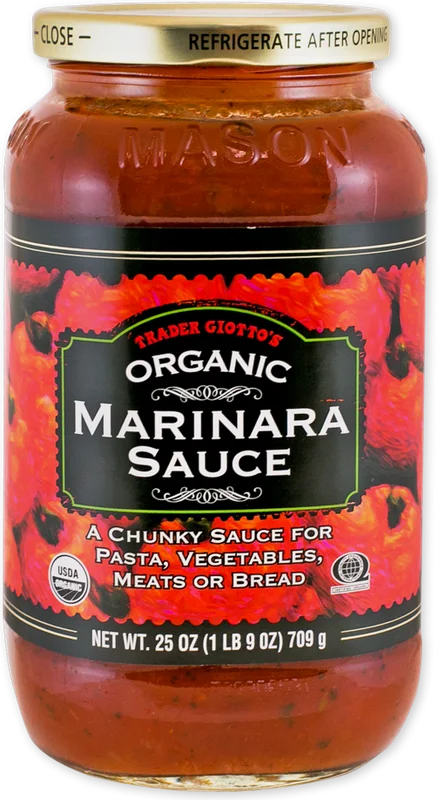 — CLOSE —
REFRIGERATE AFTER OPENING
MASON
TRADER GIOTTO'S
ORGANIC
MARINARA
SAUCE
A CHUNKY SAUCE FOR
PASTA, VEGETABLES,
MEATS OR BREAD
USDA
ORGANIC
NET WT. 25 OZ (1 LB 9 OZ) 709 g